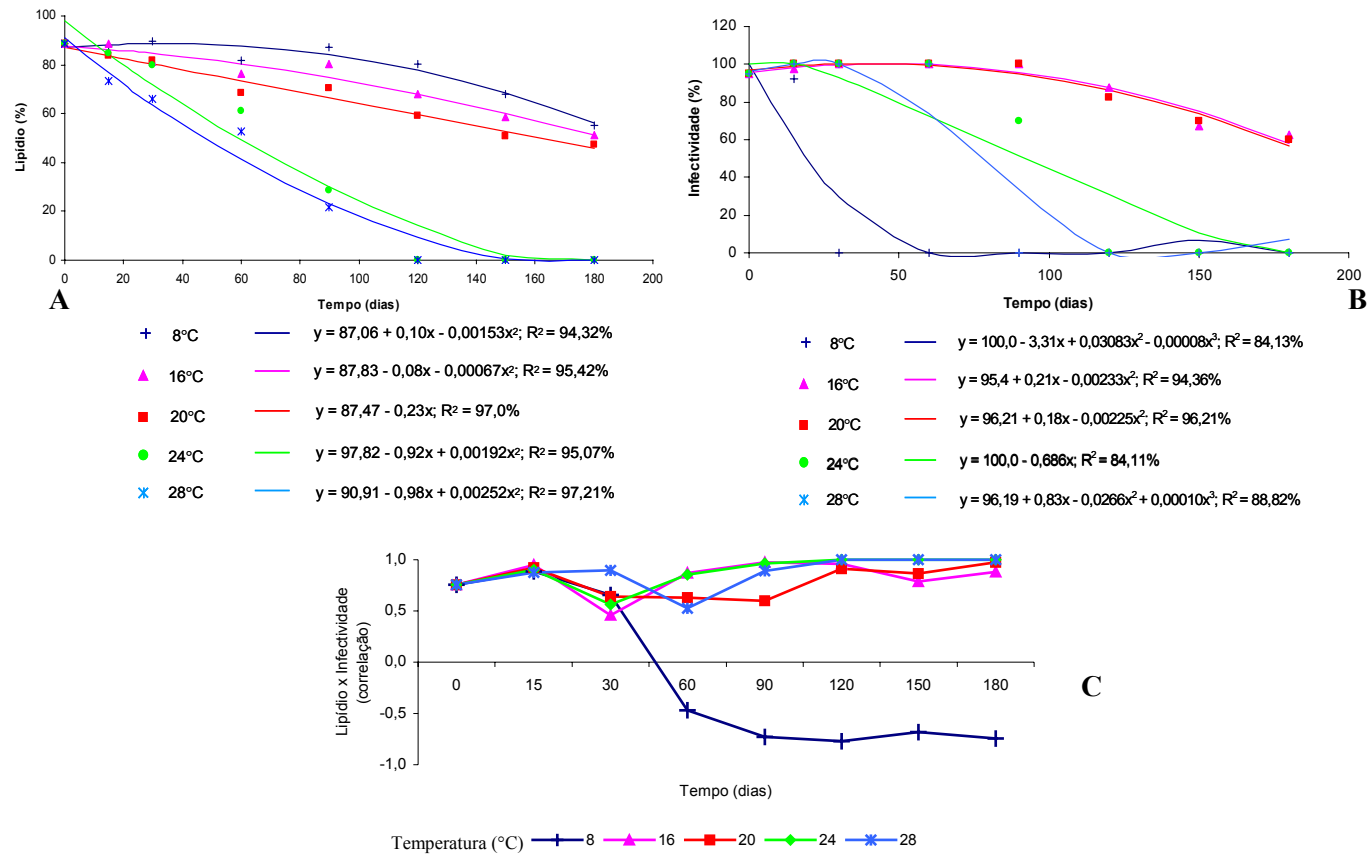 100
80
60
40
20
0
Lipídio (%)
0 20 40 60 80 100 120 140 160 180 200
Tempo (dias)
A
8°C y = 87,06 + 0,10x - 0,00153x²; R² = 94,32%
16°C y = 87,83 - 0,08x - 0,00067x²; R² = 95,42%
20°C y = 87,47 - 0,23x; R² = 97,0%
24°C y = 97,82 - 0,92x + 0,00192x²; R² = 95,07%
28°C y = 90,91 - 0,98x + 0,00252x²; R² = 97,21%
120
100
80
60
40
20
0
Infectividade (%)
0 50 100 150 200
Tempo (dias)
B
8°C y = 100,0 - 3,31x + 0,03083x² - 0,00008x³; R² = 84,13%
16°C y = 95,4 + 0,21x - 0,00233x²; R² = 94,36%
20°C y = 96,21 + 0,18x - 0,00225x²; R² = 96,21%
24°C y = 100,0 - 0,686x; R² = 84,11%
28°C y = 96,19 + 0,83x - 0,0266x² + 0,00010x³; R² = 88,82%
1,0
0,5
0,0
-0,5
-1,0
Lipídio x Infectividade
(correlação)
0 15 30 60 90 120 150 180
C
Tempo (dias)
Temperatura (°C) 8 16 20 24 28